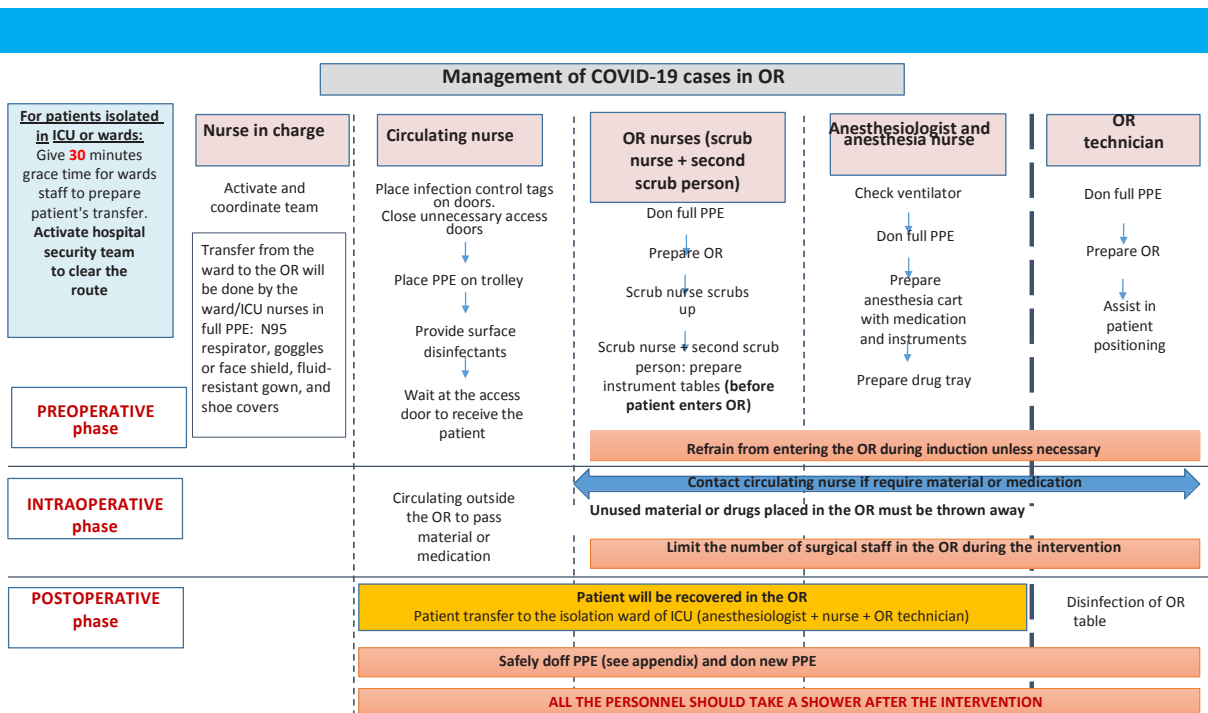 Management of COVID-19 cases in OR
For patients isolated
in ICU or wards:
Give 30 minutes
grace time for wards
staff to prepare
patient's transfer.
Activate hospital
security team
to clear the
route
Nurse in charge
Activate and
coordinate team
Transfer from the
ward to the OR will
be done by the
ward/ICU nurses in
full PPE: N95
respirator, goggles
or face shield, fluid-
resistant gown, and
shoe covers
Circulating nurse
Place infection control tags
on doors.
Close unnecessary access
doors
Place PPE on trolley
Provide surface
disinfectants
Wait at the access
door to receive the
patient
OR nurses (scrub
nurse + second
scrub person)
Don full PPE
Prepare OR
Scrub nurse scrubs
up
Scrub nurse + second scrub
person: prepare
instrument tables (before
patient enters OR)
Anesthesiologist and
anesthesia nurse
Check ventilator
Don full PPE
Prepare
anesthesia cart
with medication
and instruments
Prepare drug tray
OR
technician
Don full PPE
Prepare OR
Assist in
patient
positioning
PREOPERATIVE
phase
Refrain from entering the OR during induction unless necessary
INTRAOPERATIVE
phase
Circulating outside
the OR to pass
material or
medication
Contact circulating nurse if require material or medication
Unused material or drugs placed in the OR must be thrown away
Limit the number of surgical staff in the OR during the intervention
POSTOPERATIVE
phase
Patient will be recovered in the OR
Patient transfer to the isolation ward of ICU (anesthesiologist + nurse + OR technician)
Disinfection of OR
table
Safely doff PPE (see appendix) and don new PPE
ALL THE PERSONNEL SHOULD TAKE A SHOWER AFTER THE INTERVENTION